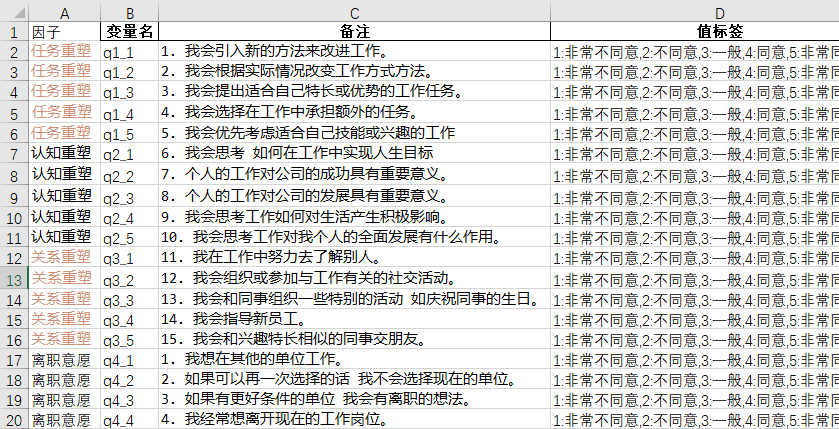 A B C D
1 因子 变量名 备注 值标签
2 任务重塑 q1_1 1. 我会引入新的方法来改进工作。 1:非常不同意,2:不同意,3:一般,4:同意,5:非常同
3 任务重塑 q1_2 2. 我会根据实际情况改变工作方式方法。 1:非常不同意,2:不同意,3:一般,4:同意,5:非常同
4 任务重塑 q1_3 3. 我会提出适合自己特长或优势的工作任务。 1:非常不同意,2:不同意,3:一般,4:同意,5:非常同
5 任务重塑 q1_4 4. 我会选择在工作中承担额外的任务。 1:非常不同意,2:不同意,3:一般,4:同意,5:非常同
6 任务重塑 q1_5 5. 我会优先考虑适合自己技能或兴趣的工作 1:非常不同意,2:不同意,3:一般,4:同意,5:非常同
7 认知重塑 q2_1 6. 我会思考 如何在工作中实现人生目标 1:非常不同意,2:不同意,3:一般,4:同意,5:非常同
8 认知重塑 q2_2 7. 个人的工作对公司的成功具有重要意义。 1:非常不同意,2:不同意,3:一般,4:同意,5:非常同
9 认知重塑 q2_3 8. 个人的工作对公司的发展具有重要意义。 1:非常不同意,2:不同意,3:一般,4:同意,5:非常同
10 认知重塑 q2_4 9. 我会思考工作如何对生活产生积极影响。 1:非常不同意,2:不同意,3:一般,4:同意,5:非常同
11 认知重塑 q2_5 10. 我会思考工作对我个人的全面发展有什么作用。 1:非常不同意,2:不同意,3:一般,4:同意,5:非常同
12 关系重塑 q3_1 11. 我在工作中努力去了解别人。 1:非常不同意,2:不同意,3:一般,4:同意,5:非常同
13 关系重塑 q3_2 12. 我会组织或参加与工作有关的社交活动。 1:非常不同意,2:不同意,3:一般,4:同意,5:非常同
14 关系重塑 q3_3 13. 我会和同事组织一些特别的活动 如庆祝同事的生日。 1:非常不同意,2:不同意,3:一般,4:同意,5:非常同
15 关系重塑 q3_4 14. 我会指导新员工。 1:非常不同意,2:不同意,3:一般,4:同意,5:非常同
16 关系重塑 q3_5 15. 我会和兴趣特长相似的同事交朋友。 1:非常不同意,2:不同意,3:一般,4:同意,5:非常同
17 离职意愿 q4_1 1. 我想在其他的单位工作。 1:非常不同意,2:不同意,3:一般,4:同意,5:非常同
18 离职意愿 q4_2 2. 如果可以再一次选择的话 我不会选择现在的单位。 1:非常不同意,2:不同意,3:一般,4:同意,5:非常同
19 离职意愿 q4_3 3. 如果有更好条件的单位 我会有离职的想法。 1:非常不同意,2:不同意,3:一般,4:同意,5:非常同
20 离职意愿 q4_4 4. 我经常想离开现在的工作岗位。 1:非常不同意,2:不同意,3:一般,4:同意,5:非常同